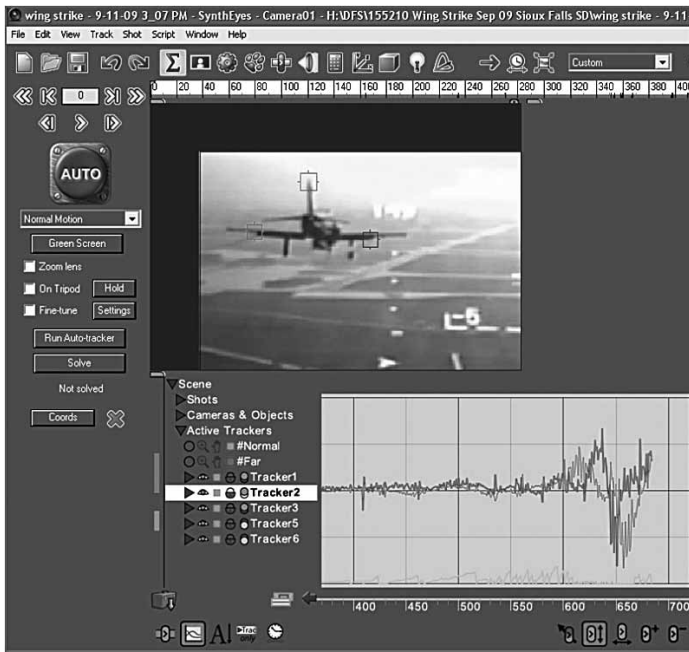 wing strike - 9-11-09 3_07 PM - SynthEyes - Camera01 - H:\DFS\155210 Wing Strike Sep 09 Sioux Falls SD\wing strike - 9-11
File Edit View Track Shot Script Window Help
Custom
0
0 20 40 60 80 100 120 140 160 180 200 220 240 260 280 300 320 340 360 380 400
AUTO
Normal Motion
Green Screen
Zoom lens
On Tripod Hold
Fine-tune Settings
Run Auto-tracker
Solve
Not solved
Coords
5
Scene
Shots
Cameras & Objects
Active Trackers
#Normal
#Far
Tracker1
Tracker2
Tracker3
Tracker5
Tracker6
400 450 500 550 600 650 700
Trac
only